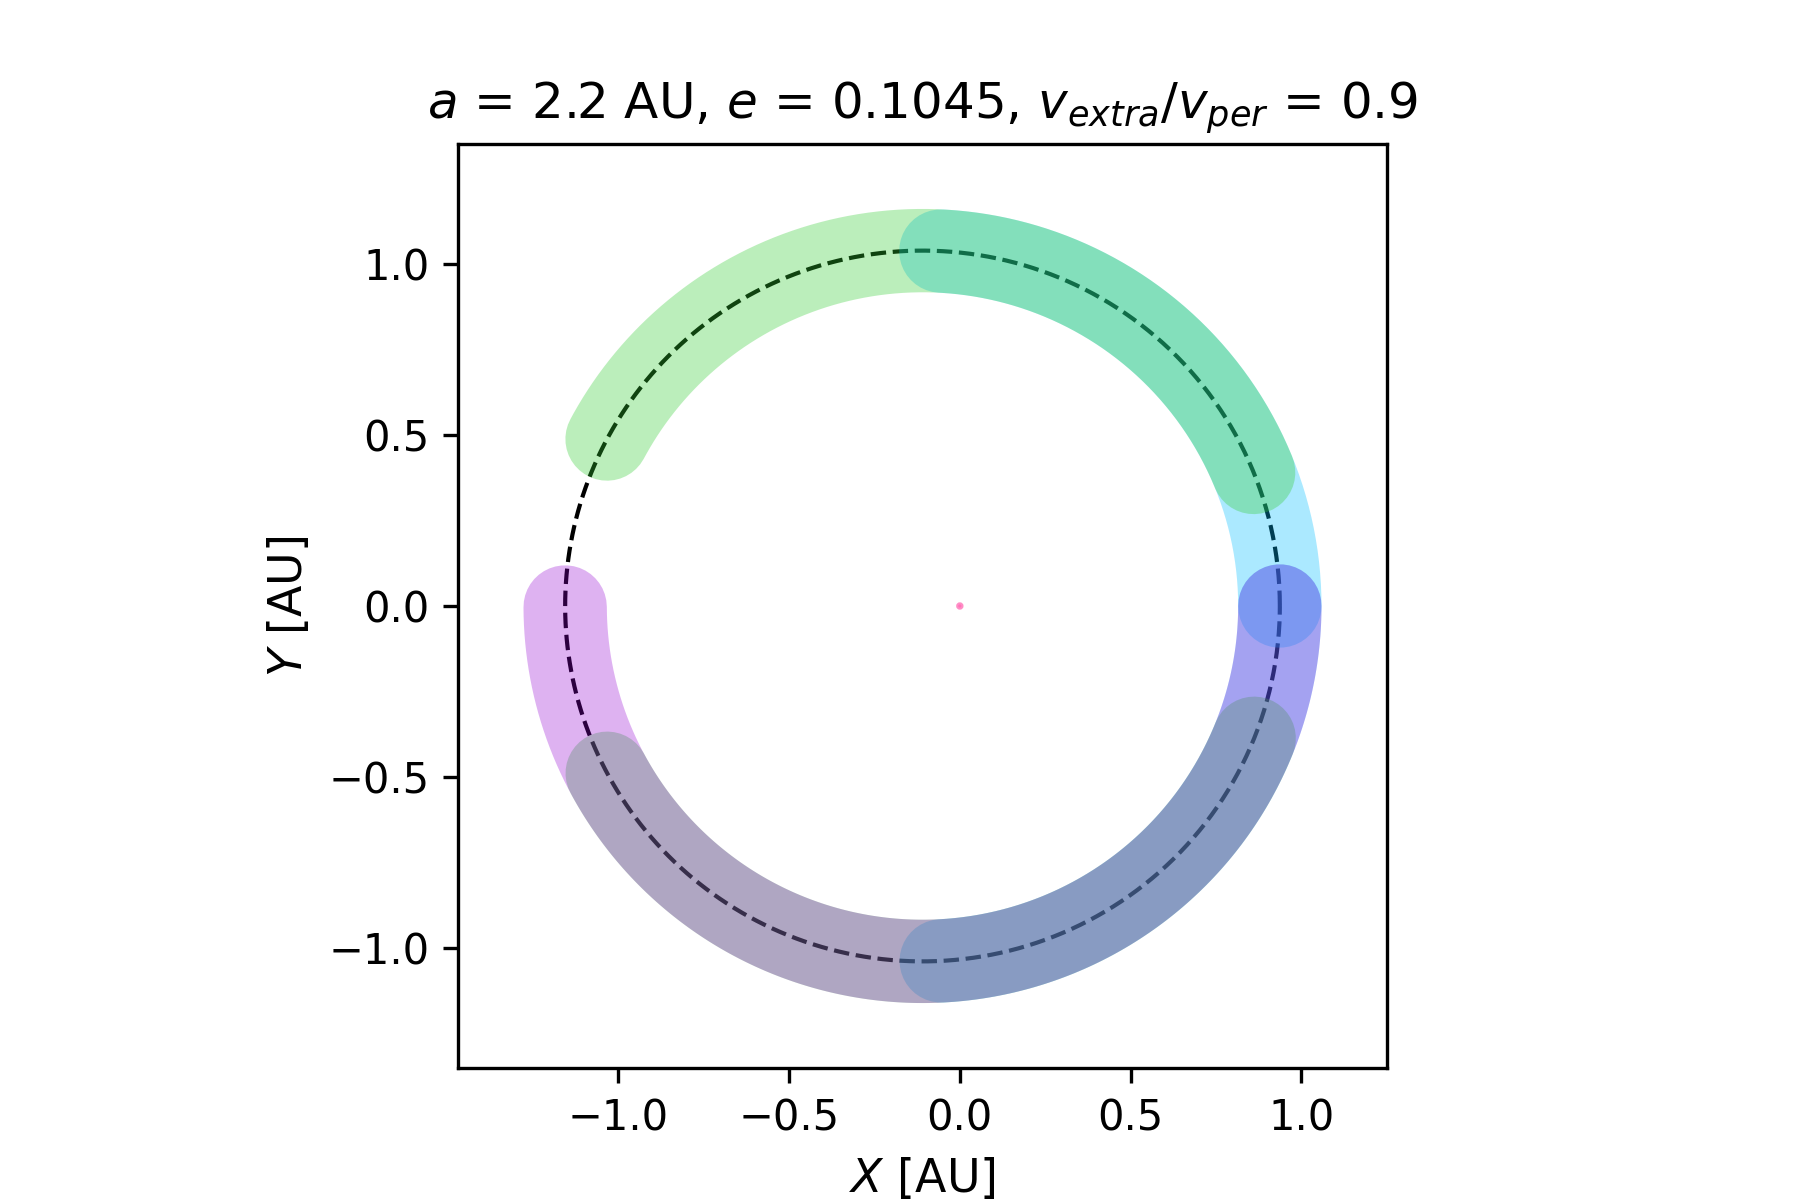 a = 2.2 AU, e = 0.1045, v_extra/v_per = 0.9
1.0
0.5
0.0
−0.5
−1.0
Y [AU]
−1.0 −0.5 0.0 0.5 1.0
X [AU]